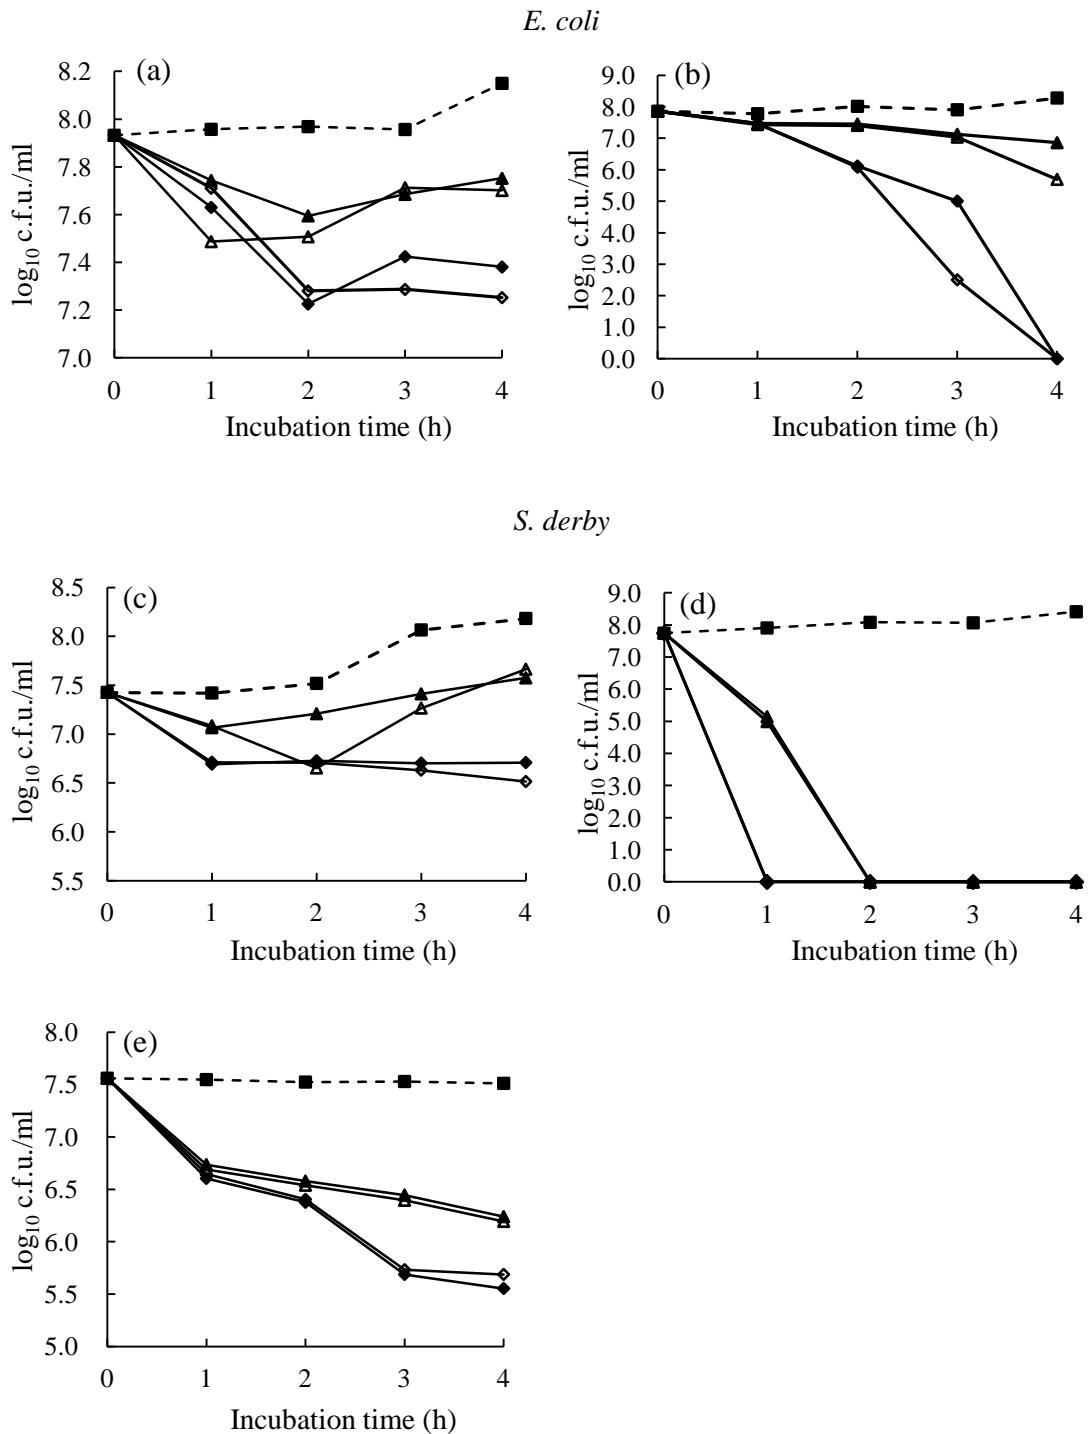 E. coli
(a)
8.2
8.0
7.8
7.6
7.4
7.2
7.0
log₁₀ c.f.u./ml
0 1 2 3 4
Incubation time (h)
(b)
9.0
8.0
7.0
6.0
5.0
4.0
3.0
2.0
1.0
0.0
log₁₀ c.f.u./ml
0 1 2 3 4
Incubation time (h)
S. derby
(c)
8.5
8.0
7.5
7.0
6.5
6.0
5.5
log₁₀ c.f.u./ml
0 1 2 3 4
Incubation time (h)
(d)
9.0
8.0
7.0
6.0
5.0
4.0
3.0
2.0
1.0
0.0
log₁₀ c.f.u./ml
0 1 2 3 4
Incubation time (h)
(e)
8.0
7.5
7.0
6.5
6.0
5.5
5.0
log₁₀ c.f.u./ml
0 1 2 3 4
Incubation time (h)